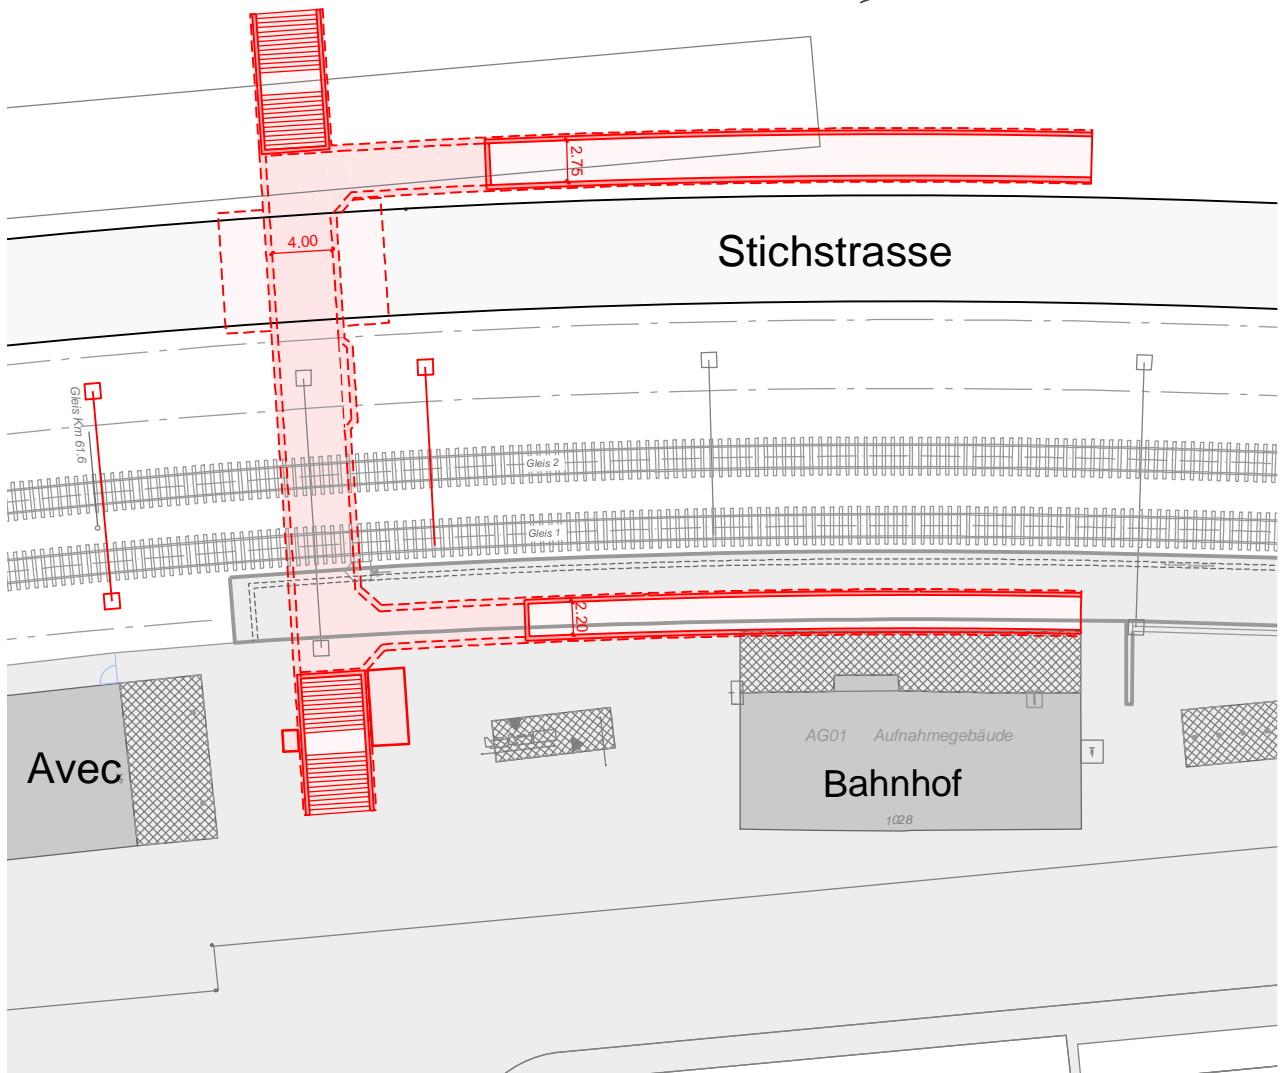 2.75
4.00
Stichstrasse
Gleis Km 61.6
Gleis 2
Gleis 1
2.20
AG01 Aufnahmegebäude
Avec
Bahnhof
1028